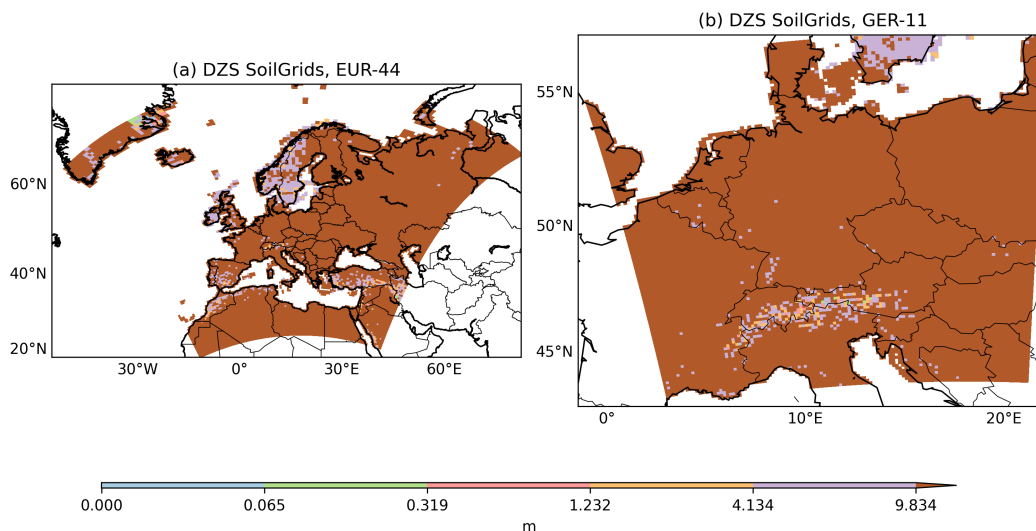 (a) DZS SoilGrids, EUR-44
60°N
40°N
20°N
30°W 0° 30°E 60°E
(b) DZS SoilGrids, GER-11
55°N
50°N
45°N
0° 10°E 20°E
0.000 0.065 0.319 1.232 4.134 9.834
m